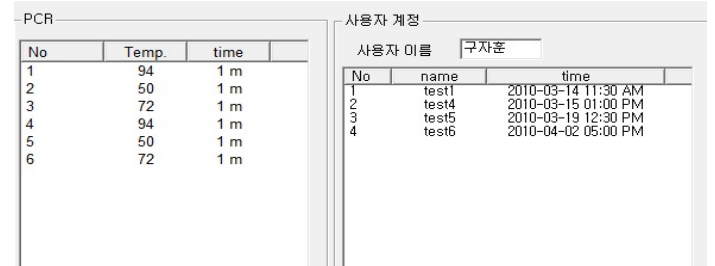 PCR
No Temp. time
1 94 1 m
2 50 1 m
3 72 1 m
4 94 1 m
5 50 1 m
6 72 1 m
사용자 계정
사용자 이름 구자훈
No name time
1 test1 2010-03-14 11:30 AM
2 test4 2010-03-15 01:00 PM
3 test5 2010-03-19 12:30 PM
4 test6 2010-04-02 05:00 PM